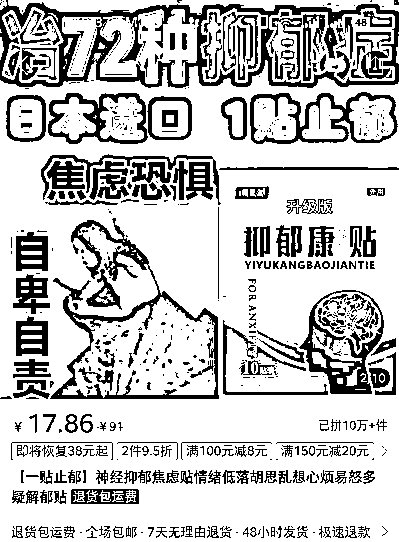 治72种抑郁症
日本进口 1贴止郁
焦虑恐惧
自卑自责
升级版
抑郁康 贴
YIYUKANGBAOJIANTIE
FOR ANXIETY
¥17.86 ¥91
已拼10万+件
即将恢复38元起 2件9.5折 满100元减8元 满150元减20元
【一贴止郁】神经抑郁焦虑贴情绪低落胡思乱想心烦易怒多
疑解郁贴 退货包运费
退货包运费 · 全场包邮 · 7天无理由退货 · 48小时发货 · 极速退款